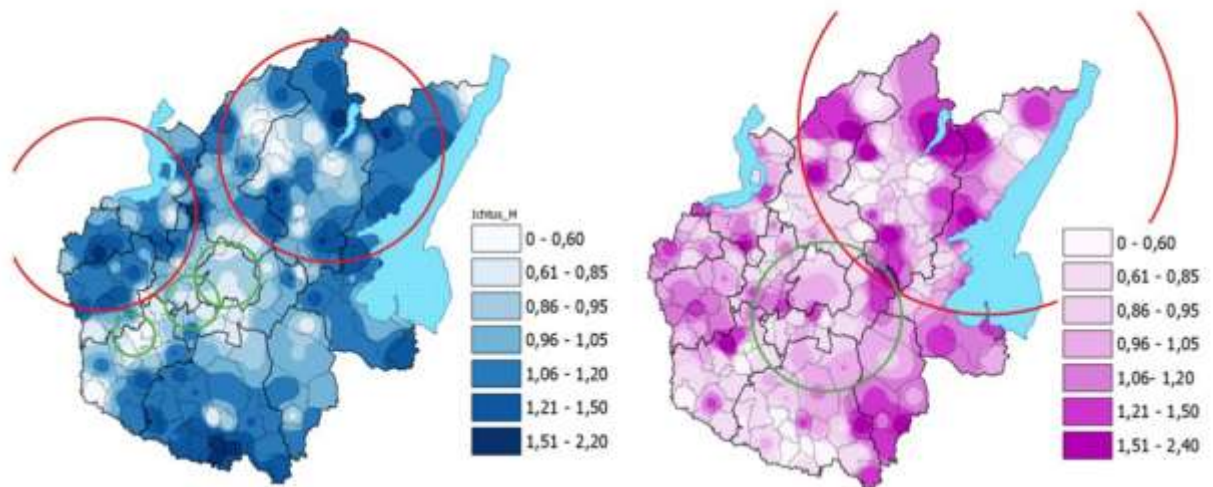 Ichtus_H
0 - 0,60
0,61 - 0,85
0,86 - 0,95
0,96 - 1,05
1,06 - 1,20
1,21 - 1,50
1,51 - 2,20
0 - 0,60
0,61 - 0,85
0,86 - 0,95
0,96 - 1,05
1,06- 1,20
1,21 - 1,50
1,51 - 2,40